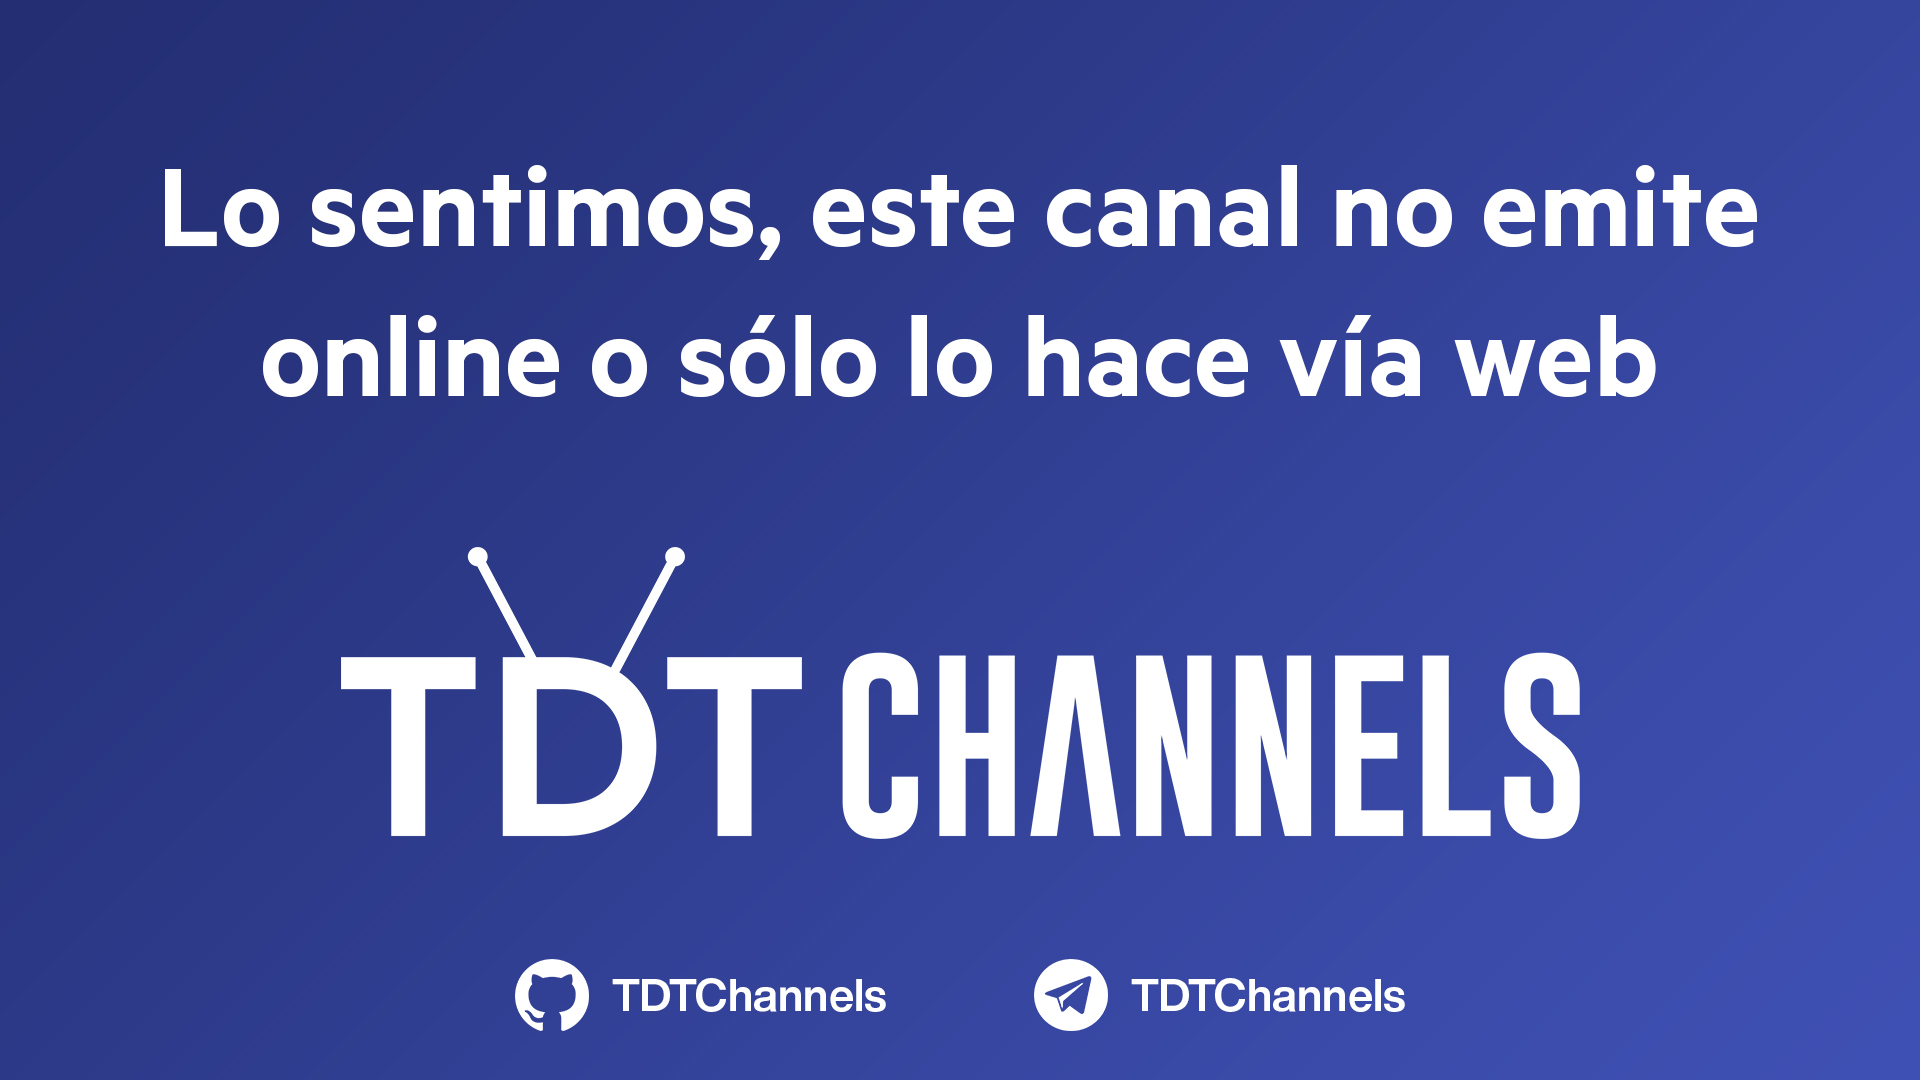 Lo sentimos, este canal no emite
online o sólo lo hace vía web
TDT CHANNELS
TDTChannels
TDTChannels